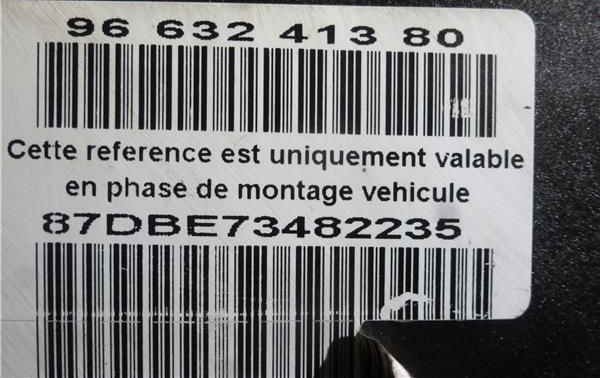 96 632 413 80
Cette reference est uniquement valable
en phase de montage vehicule
87DBE73482235